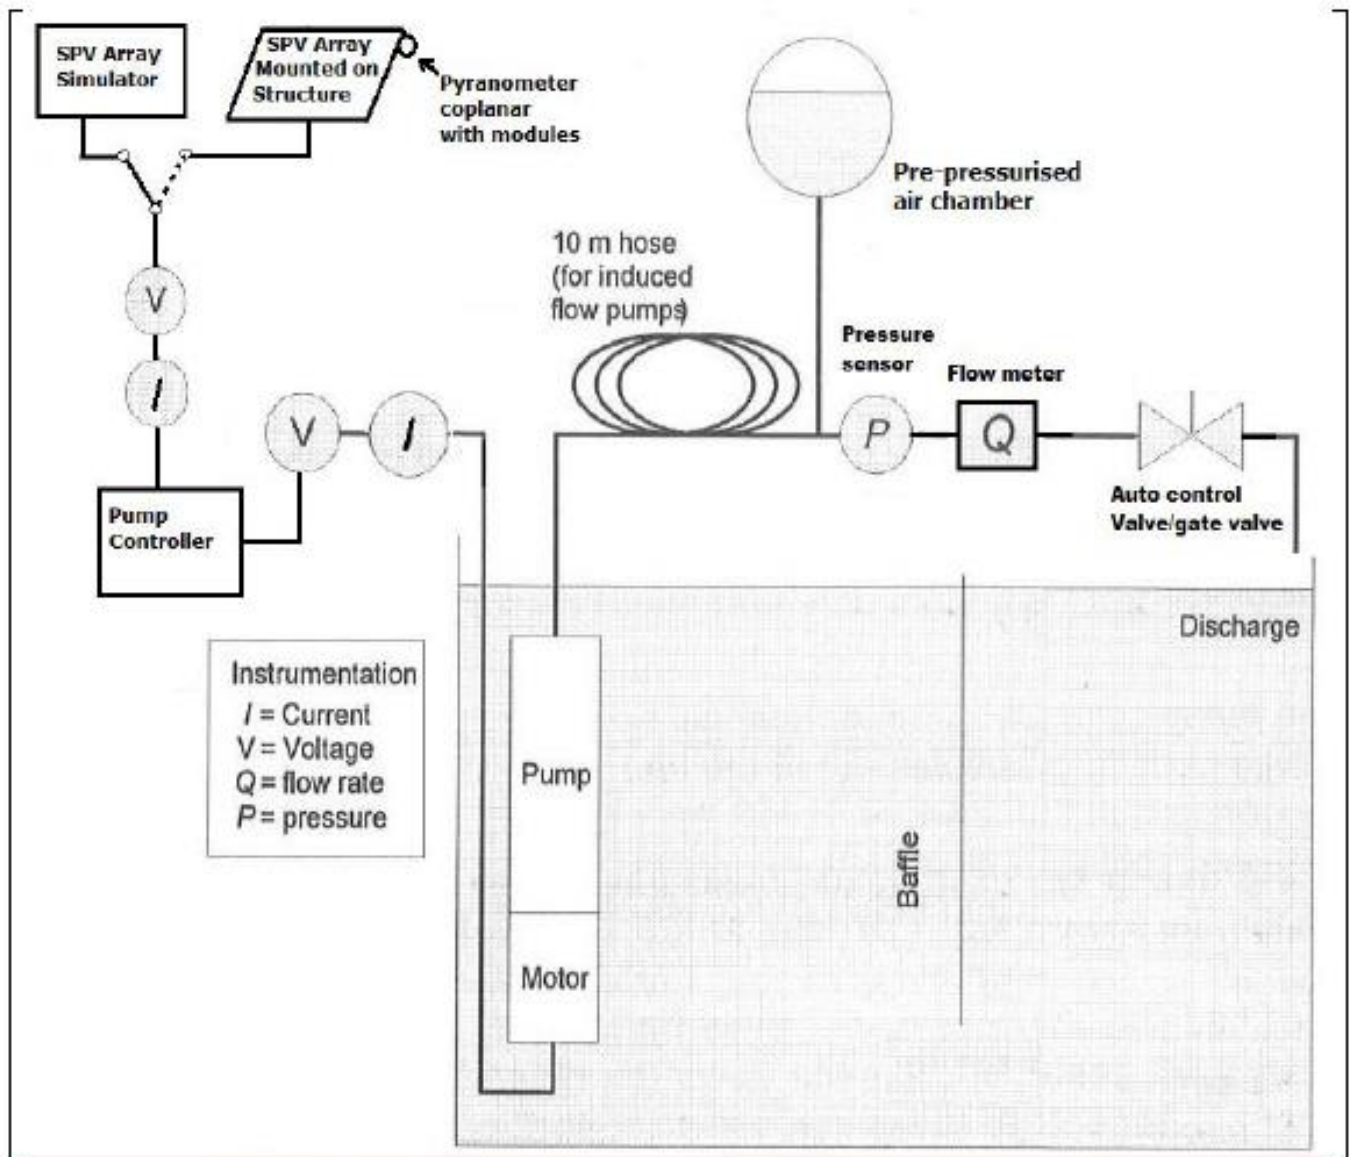 SPV Array
Simulator
SPV Array
Mounted on
Structure
Pyranometer
coplanar
with modules
Pre-pressurised
air chamber
10 m hose
(for induced
flow pumps)
Pressure
sensor
Flow meter
V
I
V
I
P
Q
Auto control
Valve/gate valve
Pump
Controller
Discharge
Instrumentation
I = Current
V = Voltage
Q = flow rate
P = pressure
Pump
Baffle
Motor